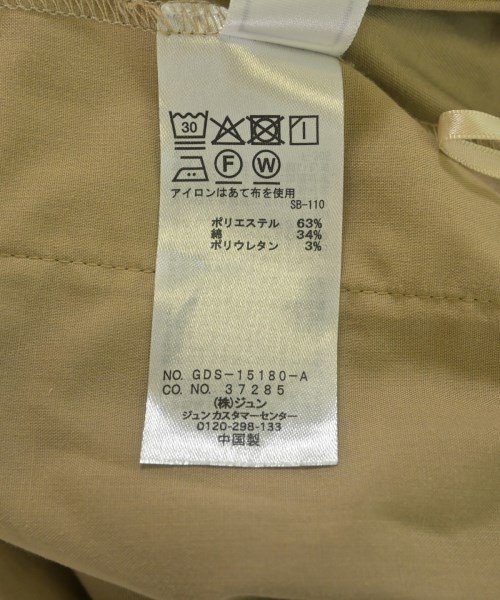 30
F W
アイロンはあて布を使用
SB-110
ポリエステル 63%
綿 34%
ポリウレタン 3%
NO. GDS-15180-A
CO. NO. 37285
(株)ジュン
ジュンカスタマーセンター
0120-298-133
中国製